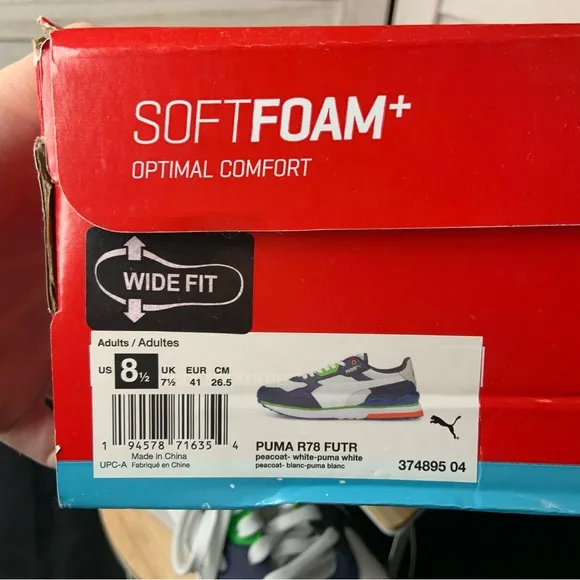 SOFTFOAM+
OPTIMAL COMFORT
WIDE FIT
Adults / Adultes
US 8½ UK 7½ EUR 41 CM 26.5
1 94578 71635 4
Made in China
UPC-A Fabriqué en Chine
PUMA R78 FUTR
peacoat- white-puma white
peacoat- blanc-puma blanc
374895 04